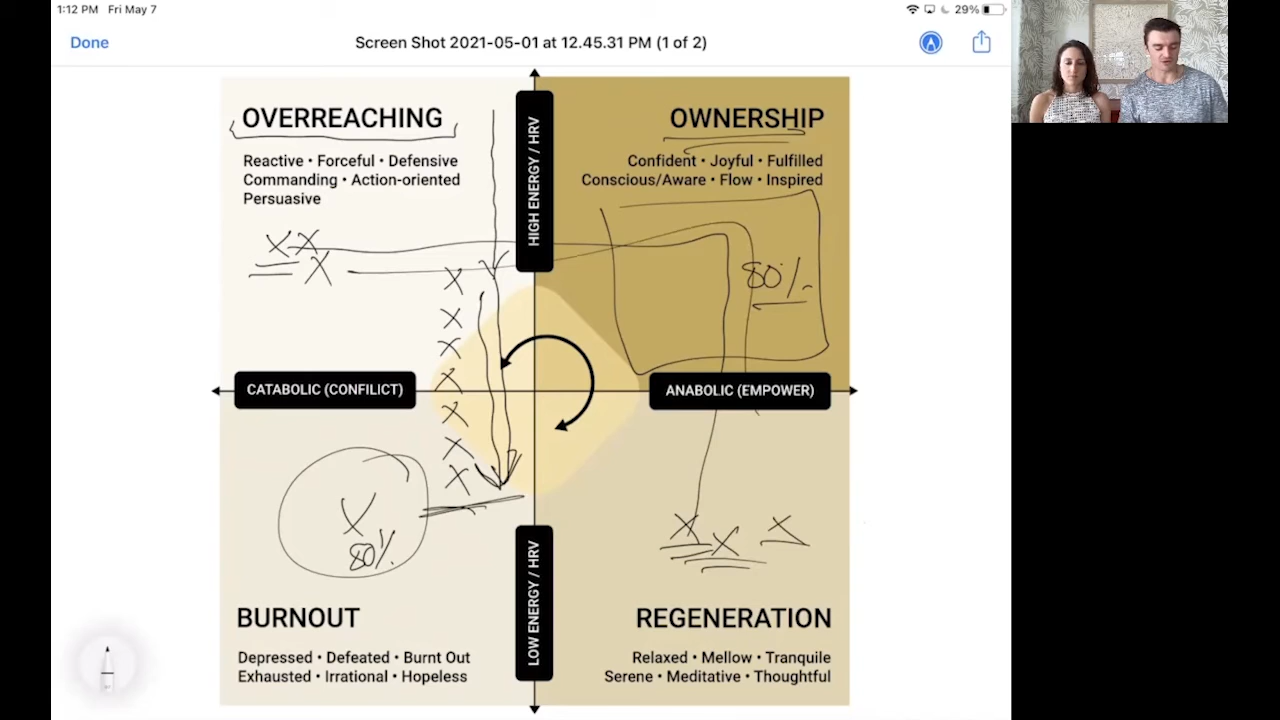 1:12 PM Fri May 7
29%
Done
Screen Shot 2021-05-01 at 12.45.31 PM (1 of 2)
OVERREACHING
Reactive • Forceful • Defensive
Commanding • Action-oriented
Persuasive
HIGH ENERGY / HRV
OWNERSHIP
Confident • Joyful • Fulfilled
Conscious/Aware • Flow • Inspired
X X
X
X
X
X
X
X
X
X
80%
CATABOLIC (CONFILICT)
ANABOLIC (EMPOWER)
X
80%
X X X
LOW ENERGY / HRV
BURNOUT
Depressed • Defeated • Burnt Out
Exhausted • Irrational • Hopeless
REGENERATION
Relaxed • Mellow • Tranquile
Serene • Meditative • Thoughtful